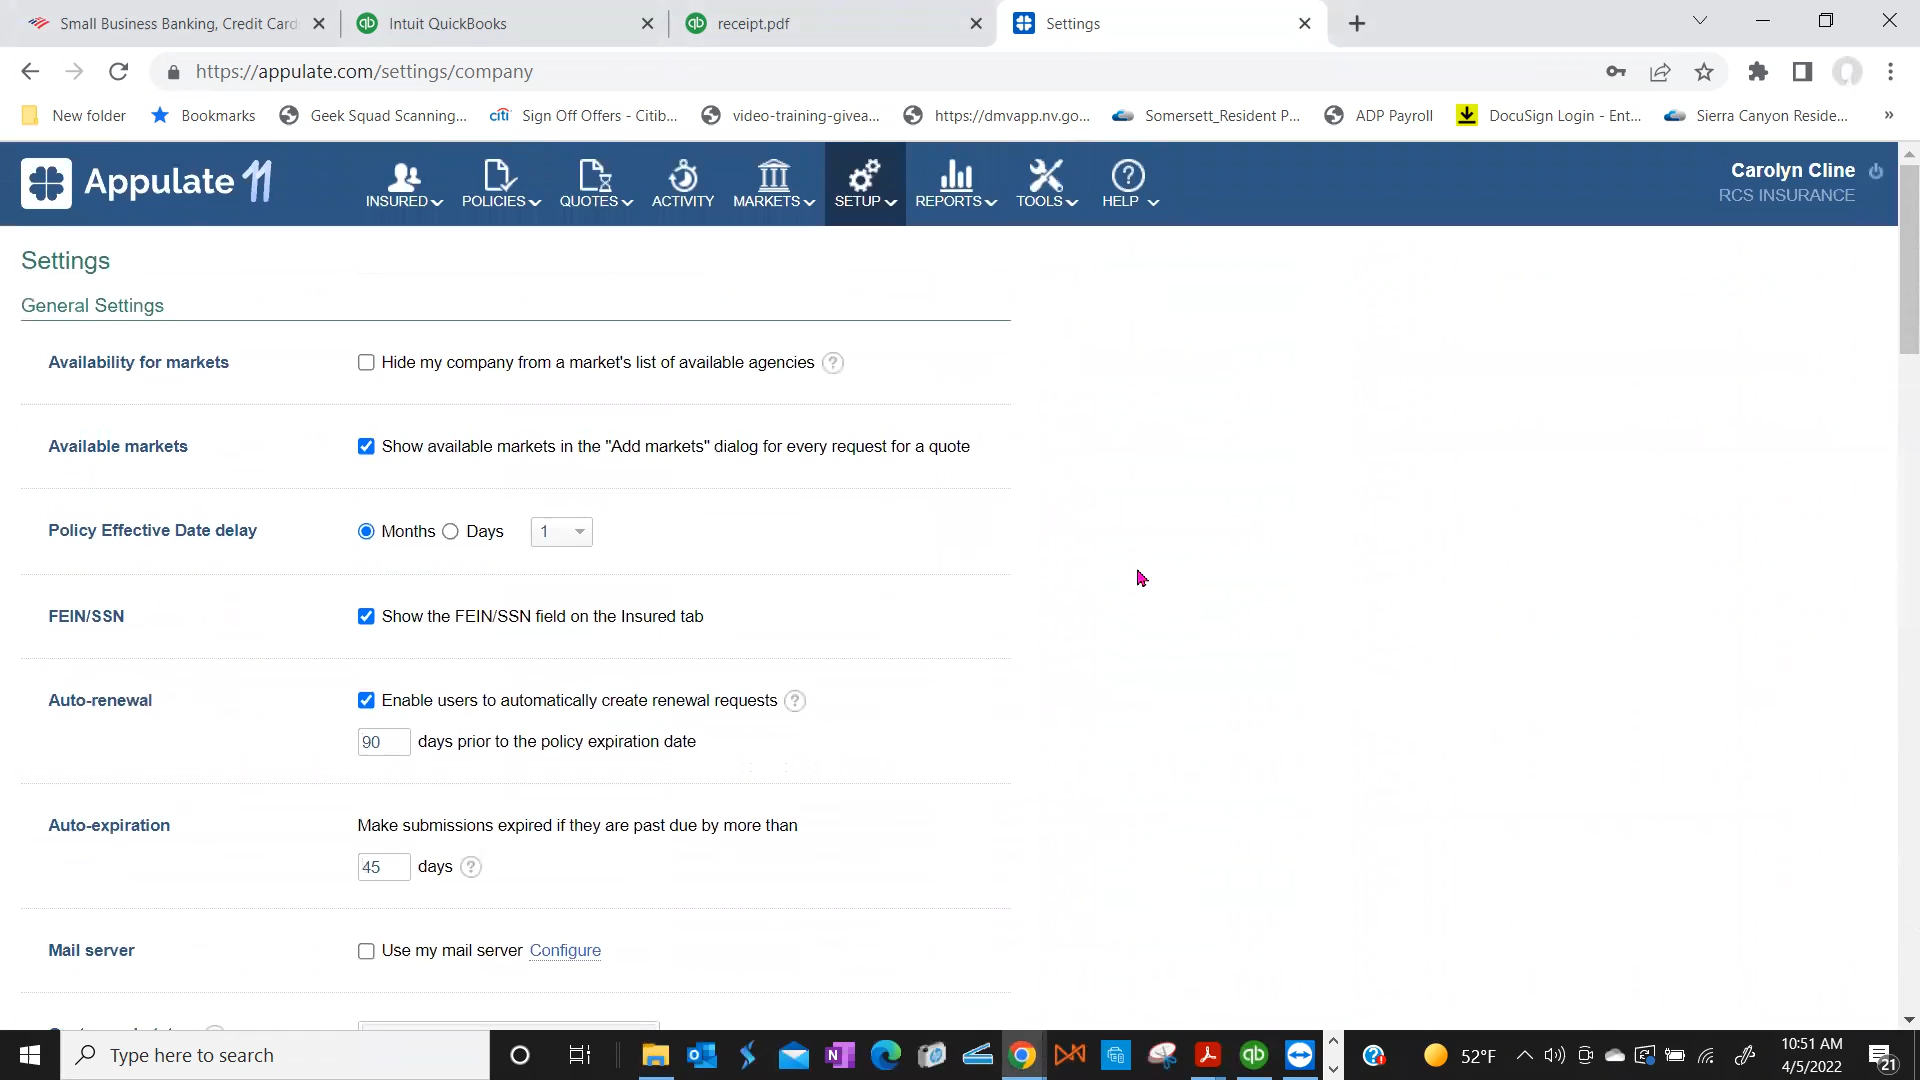 Small Business Banking, Credit Card
Intuit QuickBooks
receipt.pdf
Settings
https://appulate.com/settings/company
New folder
Bookmarks
Geek Squad Scanning...
citi
Sign Off Offers - Citib...
video-training-givea...
https://dmvapp.nv.go...
Somersett_Resident P...
ADP Payroll
DocuSign Login - Ent...
Sierra Canyon Reside...
»
Appulate 11
INSURED
POLICIES
QUOTES
ACTIVITY
MARKETS
SETUP
REPORTS
TOOLS
HELP
Carolyn Cline
RCS INSURANCE
Settings
General Settings
Availability for markets
Hide my company from a market's list of available agencies ?
Available markets
Show available markets in the "Add markets" dialog for every request for a quote
Policy Effective Date delay
Months Days 1
FEIN/SSN
Show the FEIN/SSN field on the Insured tab
Auto-renewal
Enable users to automatically create renewal requests ?
90 days prior to the policy expiration date
Auto-expiration
Make submissions expired if they are past due by more than
45 days ?
Mail server
Use my mail server Configure
Type here to search
52°F
10:51 AM
4/5/2022
21